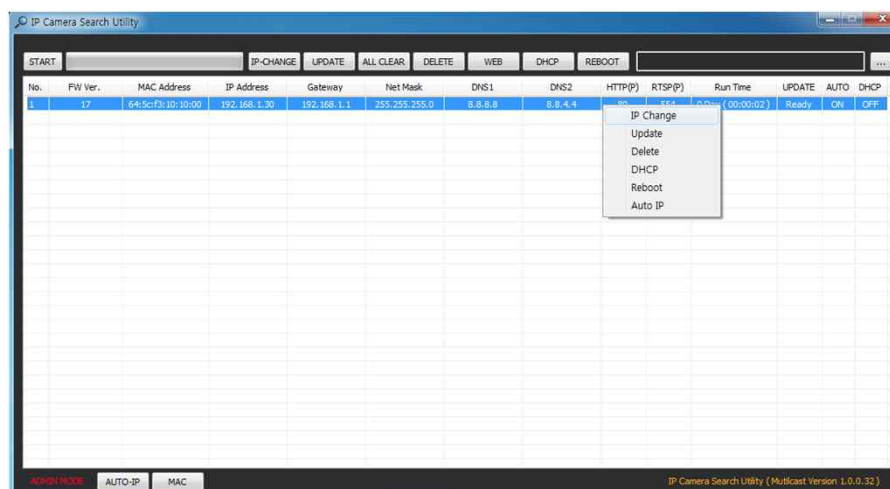 IP Camera Search Utility
START IP-CHANGE UPDATE ALL CLEAR DELETE WEB DHCP REBOOT ...
No. FW Ver. MAC Address IP Address Gateway Net Mask DNS1 DNS2 HTTP(P) RTSP(P) Run Time UPDATE AUTO DHCP
1 17 64:5c:f3:10:10:00 192.168.1.30 192.168.1.1 255.255.255.0 8.8.8.8 8.8.4.4 80 554 0 Day ( 00:00:02 ) Ready ON OFF
IP Change
Update
Delete
DHCP
Reboot
Auto IP
ADMIN MODE AUTO-IP MAC IP Camera Search Utility ( Mutilcast Version 1.0.0.32 )